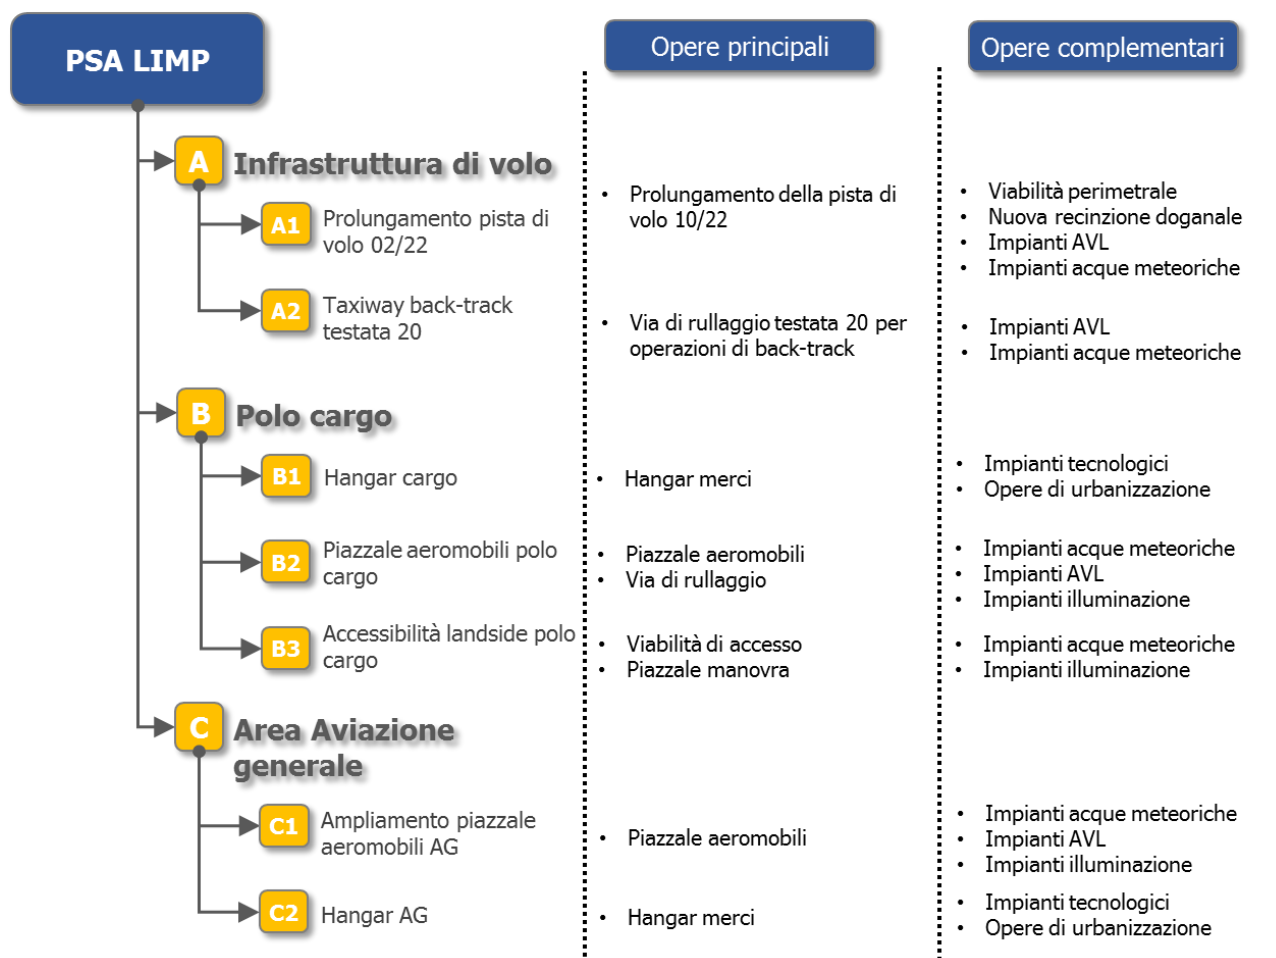 PSA LIMP
Opere principali
Opere complementari
A
Infrastruttura di volo
A1
Prolungamento pista di
volo 02/22
• Prolungamento della pista di
volo 10/22
• Viabilità perimetrale
• Nuova recinzione doganale
• Impianti AVL
• Impianti acque meteoriche
A2
Taxiway back-track
testata 20
• Via di rullaggio testata 20 per
operazioni di back-track
• Impianti AVL
• Impianti acque meteoriche
B
Polo cargo
B1
Hangar cargo
• Hangar merci
• Impianti tecnologici
• Opere di urbanizzazione
B2
Piazzale aeromobili polo
cargo
• Piazzale aeromobili
• Via di rullaggio
• Impianti acque meteoriche
• Impianti AVL
• Impianti illuminazione
B3
Accessibilità landside polo
cargo
• Viabilità di accesso
• Piazzale manovra
• Impianti acque meteoriche
• Impianti illuminazione
C
Area Aviazione
generale
C1
Ampliamento piazzale
aeromobili AG
• Piazzale aeromobili
• Impianti acque meteoriche
• Impianti AVL
• Impianti illuminazione
C2
Hangar AG
• Hangar merci
• Impianti tecnologici
• Opere di urbanizzazione